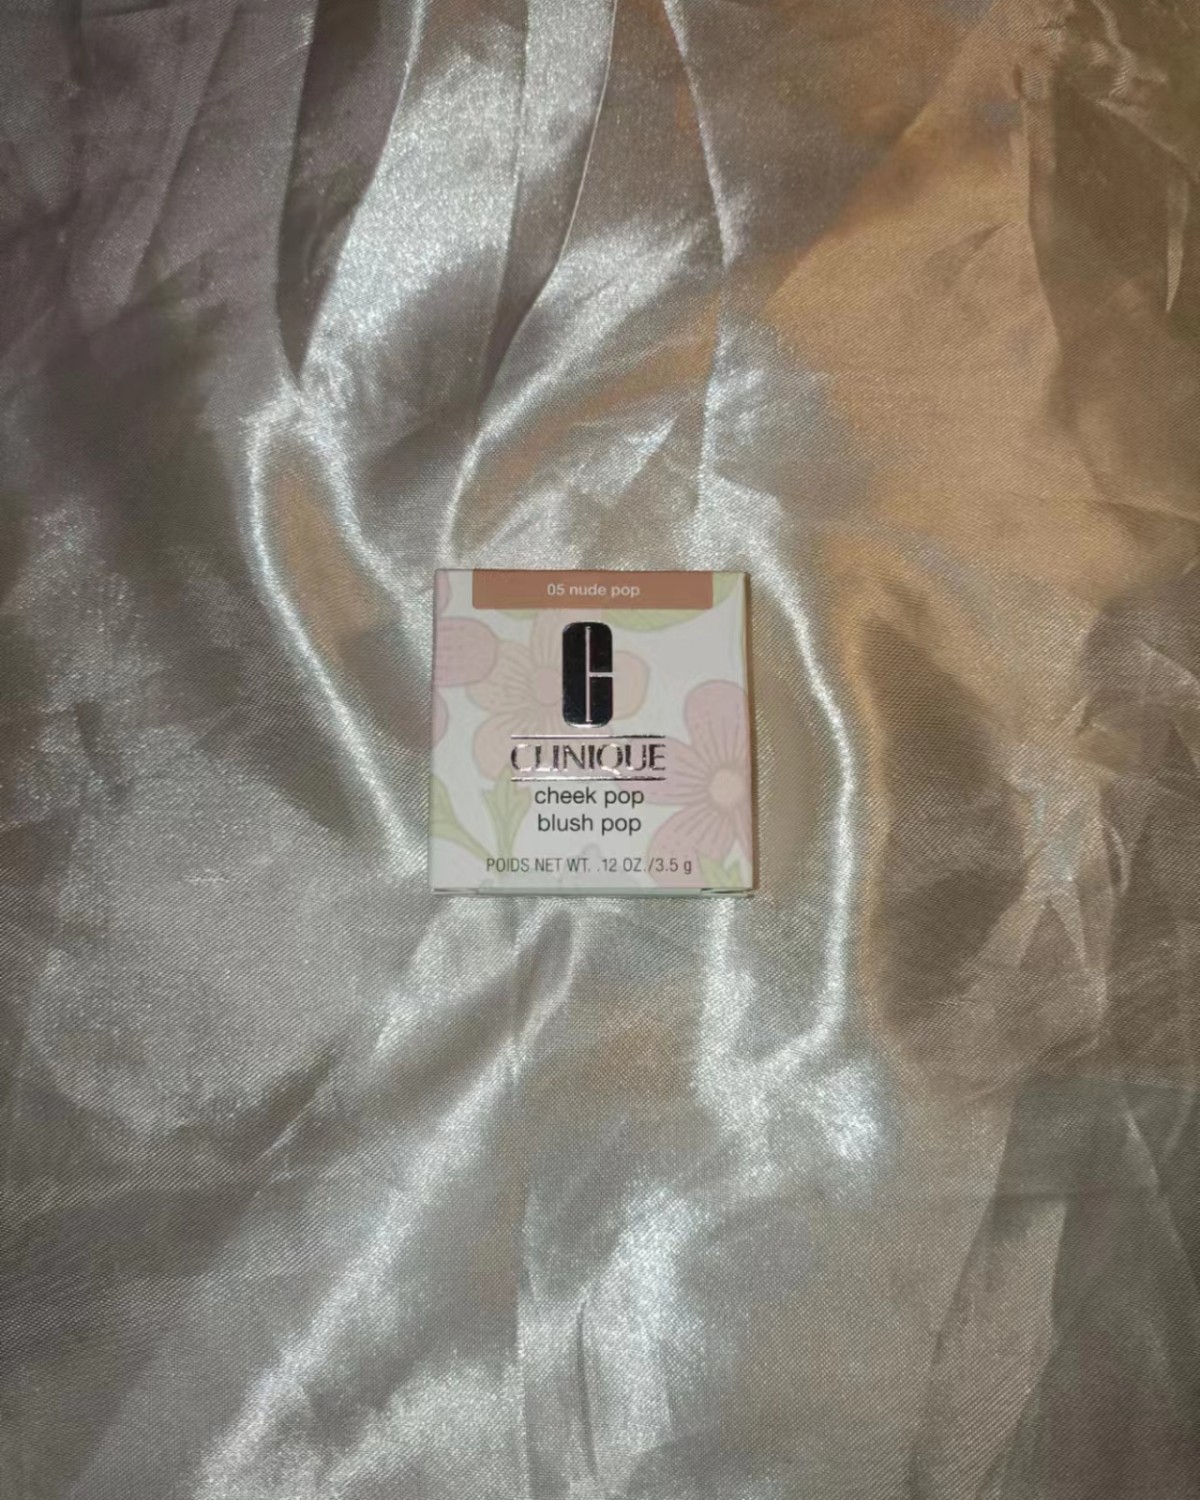 05 nude pop
CLINIQUE
cheek pop
blush pop
POIDS NET WT. .12 OZ./3.5 g